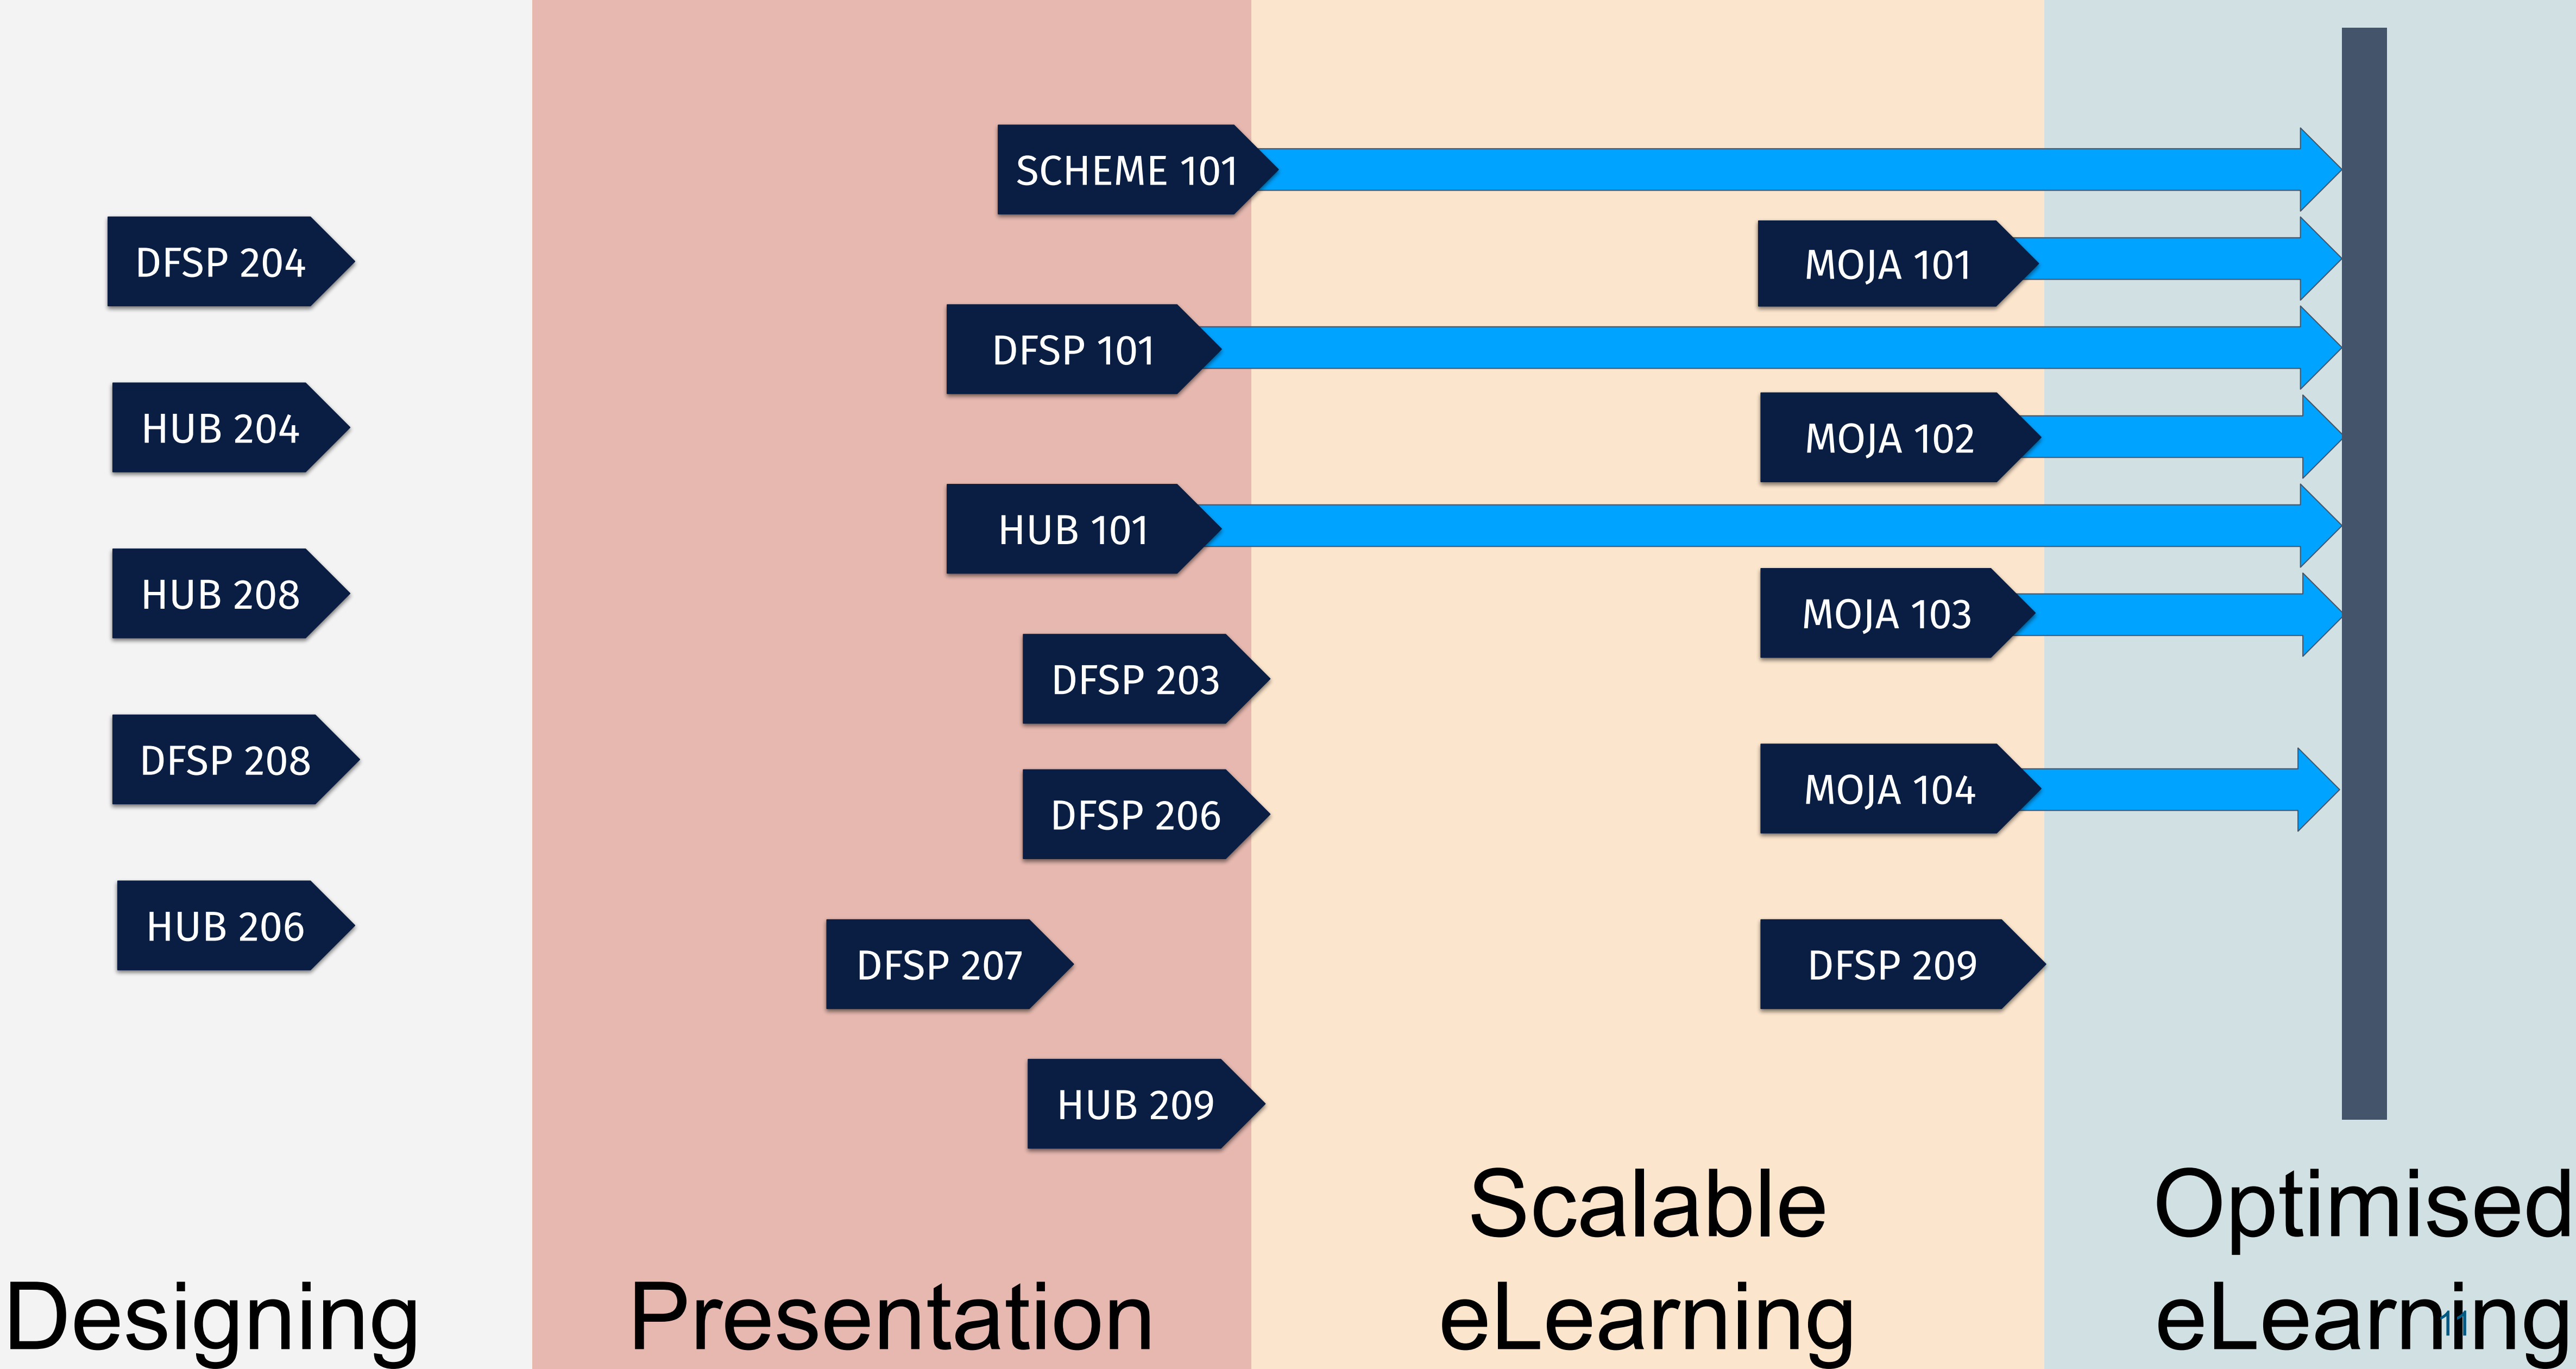 SCHEME 101
DFSP 204
MOJA 101
DFSP 101
HUB 204
MOJA 102
HUB 101
HUB 208
MOJA 103
DFSP 203
DFSP 208
MOJA 104
DFSP 206
HUB 206
DFSP 207
DFSP 209
HUB 209
Designing
Presentation
Scalable
eLearning
Optimised
eLearning
11